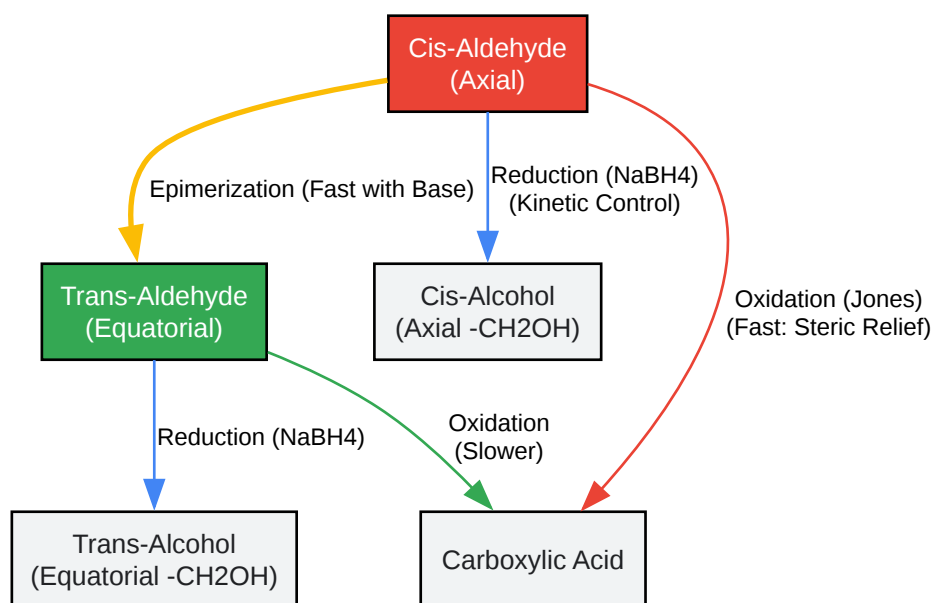 Cis-Aldehyde
(Axial)
Epimerization (Fast with Base)
Reduction (NaBH4)
(Kinetic Control)
Oxidation (Jones)
(Fast: Steric Relief)
Trans-Aldehyde
(Equatorial)
Cis-Alcohol
(Axial -CH2OH)
Reduction (NaBH4)
Oxidation
(Slower)
Trans-Alcohol
(Equatorial -CH2OH)
Carboxylic Acid